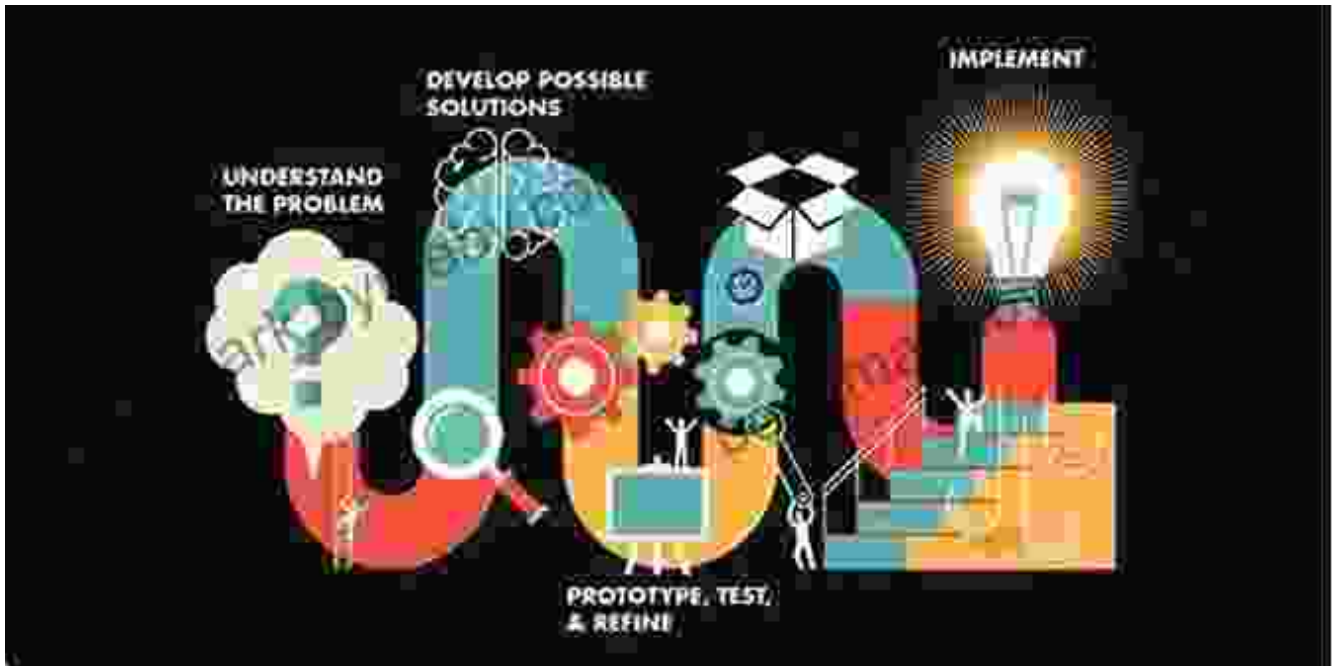 UNDERSTAND
THE PROBLEM
DEVELOP POSSIBLE
SOLUTIONS
PROTOTYPE, TEST,
& REFINE
IMPLEMENT